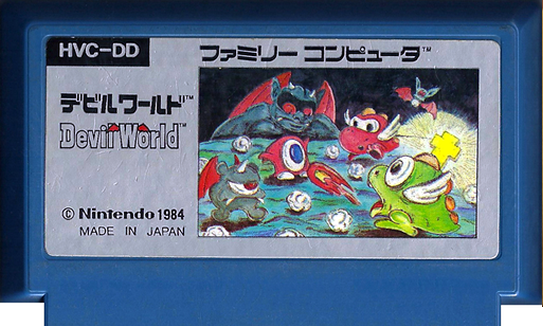 HVC-DD
ファミリー コンピュータ™
デビルワールド™
Devil World™
© Nintendo 1984
MADE IN JAPAN